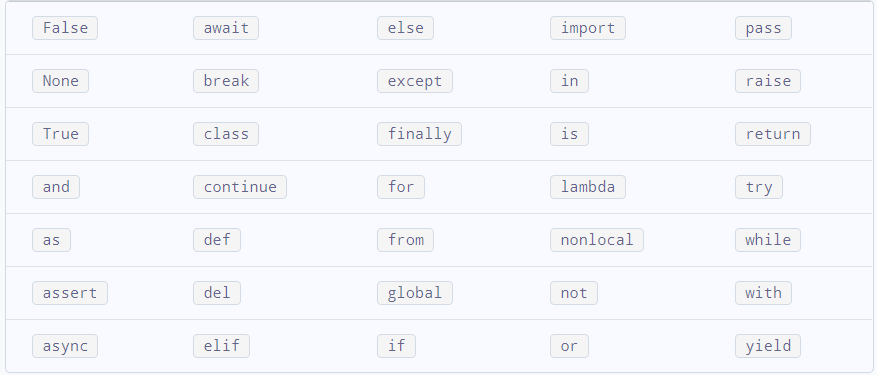 False await else import pass
None break except in raise
True class finally is return
and continue for lambda try
as def from nonlocal while
assert del global not with
async elif if or yield